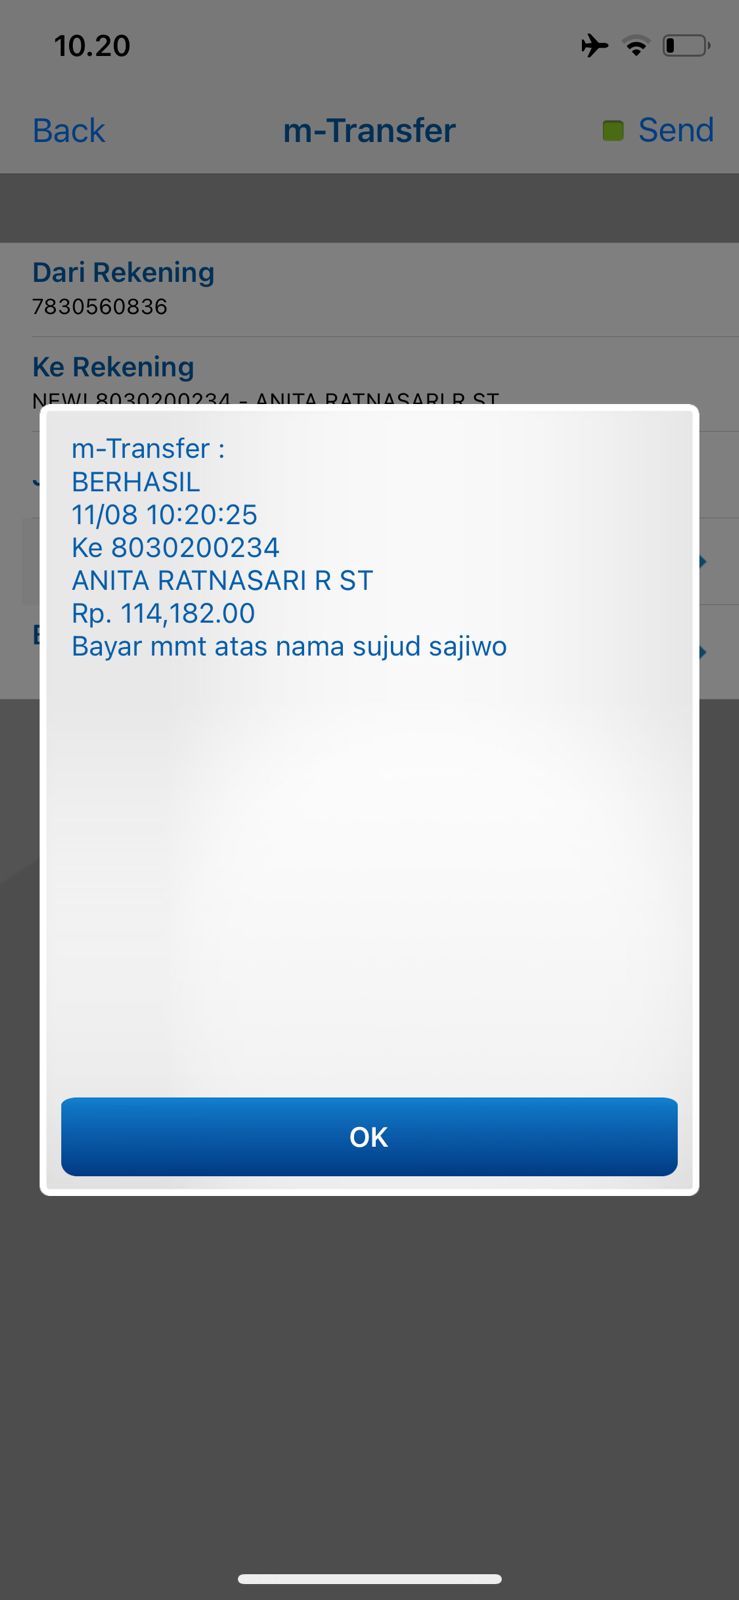 10.20
Back m-Transfer Send
Dari Rekening
7830560836
Ke Rekening
NEW! 8030200234 - ANITA RATNASARI R ST
m-Transfer :
BERHASIL
11/08 10:20:25
Ke 8030200234
ANITA RATNASARI R ST
Rp. 114,182.00
Bayar mmt atas nama sujud sajiwo
OK